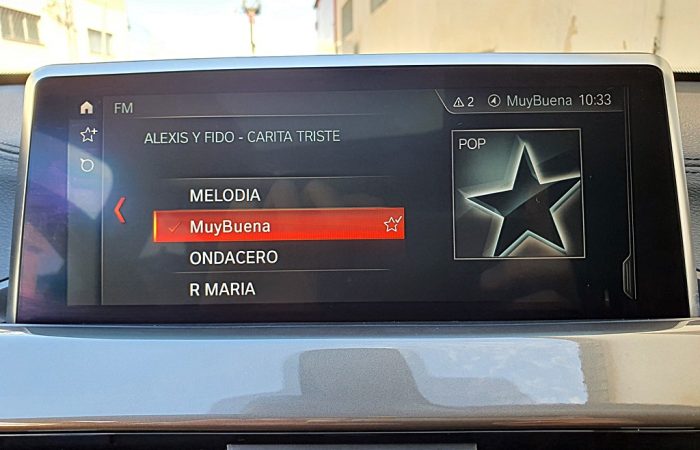 FM
2 MuyBuena 10:33
ALEXIS Y FIDO - CARITA TRISTE
POP
MELODIA
MuyBuena
ONDACERO
R MARIA